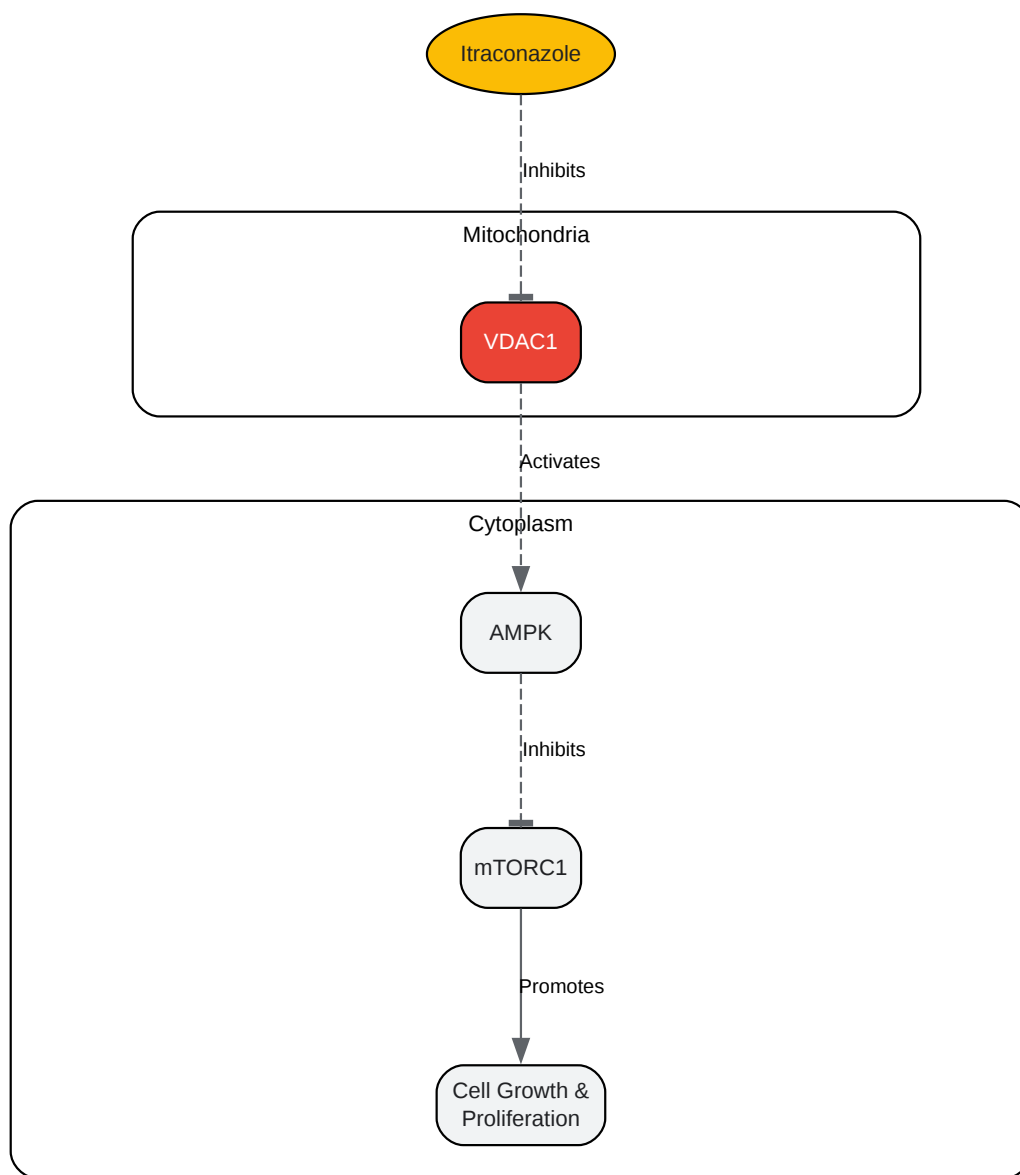 Itraconazole
Inhibits
Mitochondria
VDAC1
Activates
Cytoplasm
AMPK
Inhibits
mTORC1
Promotes
Cell Growth &
Proliferation